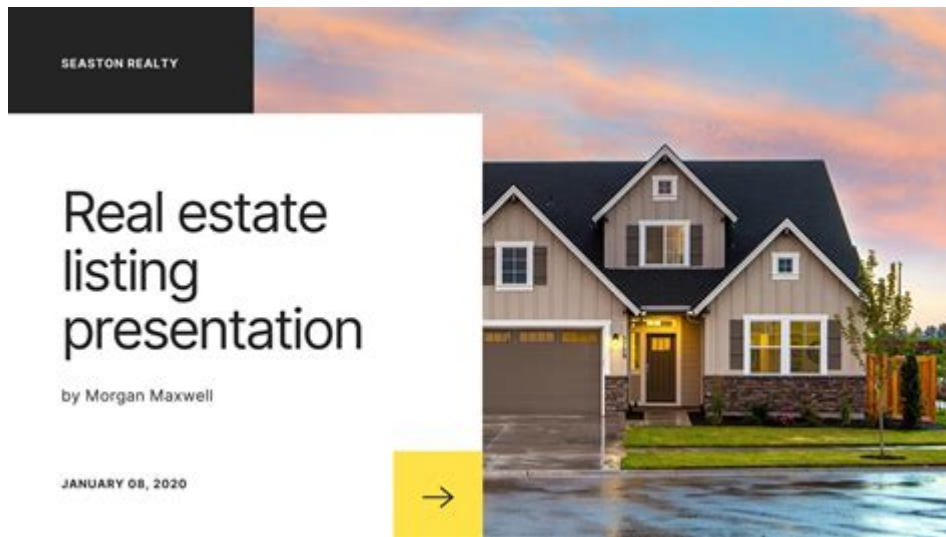 SEASTON REALTY
Real estate
listing
presentation
by Morgan Maxwell
JANUARY 08, 2020